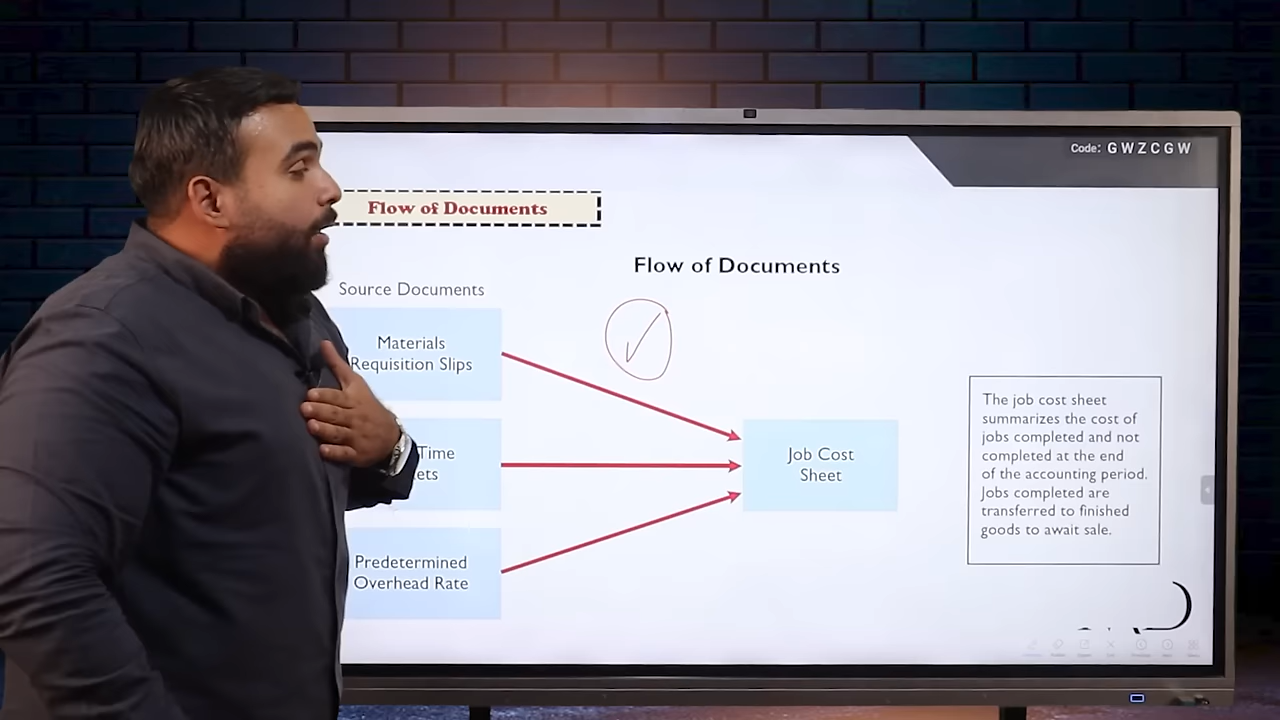 Code: G W Z C G W
Flow of Documents
Flow of Documents
Source Documents
Materials
Requisition Slips
Time
Job Cost
Sheet
Predetermined
Overhead Rate
The job cost sheet
summarizes the cost of
jobs completed and not
completed at the end
of the accounting period.
Jobs completed are
transferred to finished
goods to await sale.